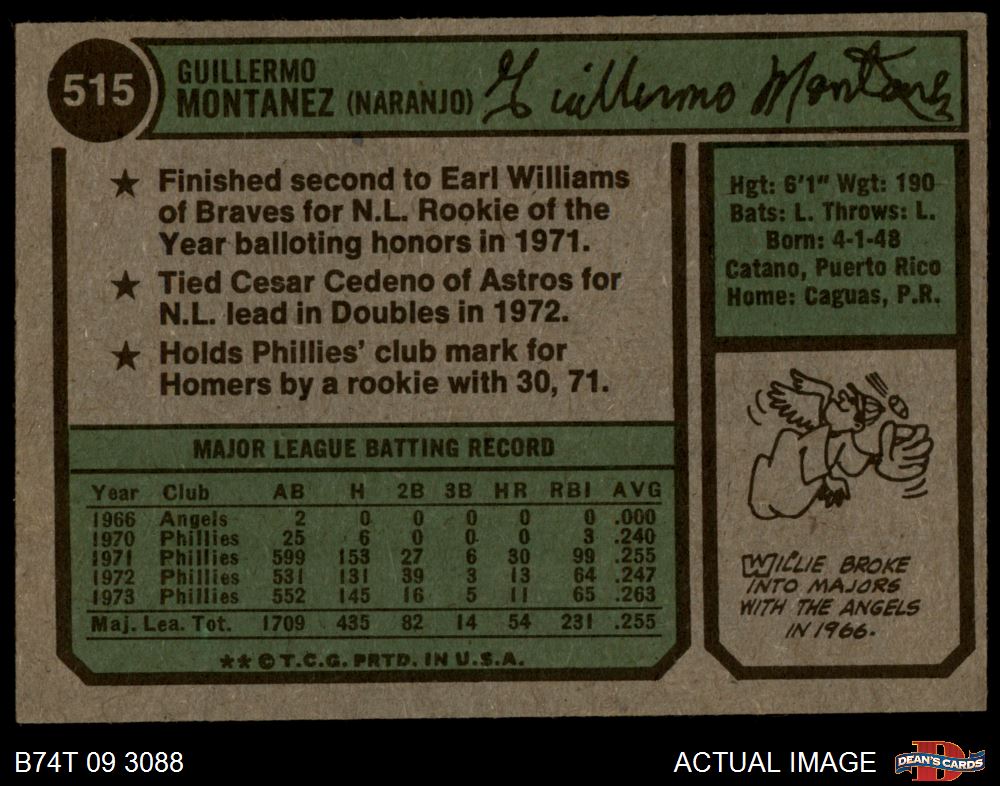 515
GUILLERMO
MONTANEZ (NARANJO) Guillermo Montanez
★ Finished second to Earl Williams
of Braves for N.L. Rookie of the
Year balloting honors in 1971.
★ Tied Cesar Cedeno of Astros for
N.L. lead in Doubles in 1972.
★ Holds Phillies' club mark for
Homers by a rookie with 30, 71.
Hgt: 6'1" Wgt: 190
Bats: L. Throws: L.
Born: 4-1-48
Catano, Puerto Rico
Home: Caguas, P.R.
MAJOR LEAGUE BATTING RECORD
Year Club AB H 2B 3B HR RBI AVG
1966 Angels 2 0 0 0 0 0 .000
1970 Phillies 25 6 0 0 0 3 .240
1971 Phillies 599 153 27 6 30 99 .255
1972 Phillies 531 131 39 3 13 64 .247
1973 Phillies 552 145 16 5 11 65 .263
Maj. Lea. Tot. 1709 435 82 14 54 231 .255
★★ © T.C.G. PRTD. IN U.S.A.
WILLIE BROKE
INTO MAJORS
WITH THE ANGELS
IN 1966.
B74T 09 3088
ACTUAL IMAGE
D
DEAN'S CARDS